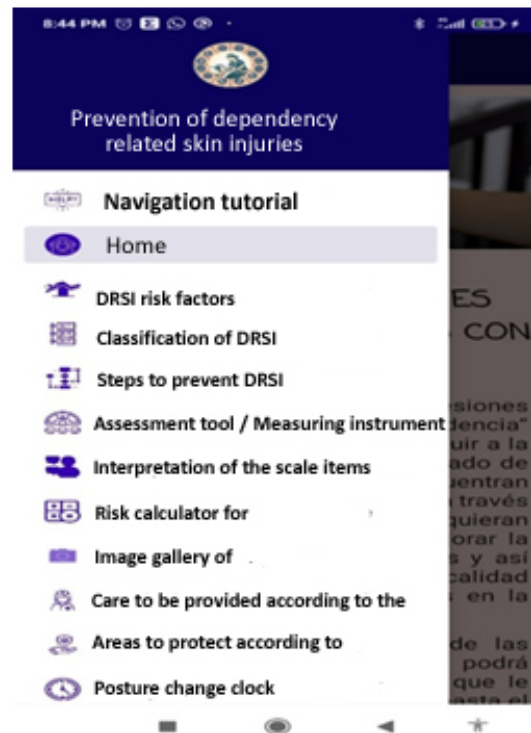 8:44 PM
Prevention of dependency
related skin injuries
Navigation tutorial
HELP!
Home
DRSI risk factors
Classification of DRSI
Steps to prevent DRSI
Assessment tool / Measuring instrument
Interpretation of the scale items
Risk calculator for
Image gallery of
Care to be provided according to the
Areas to protect according to
Posture change clock
ES
CON
siones
dencia"
uir a la
ado de
uentran
través
quieran
orar la
s y así
calidad
s en la
de las
podrá
que le
asta el